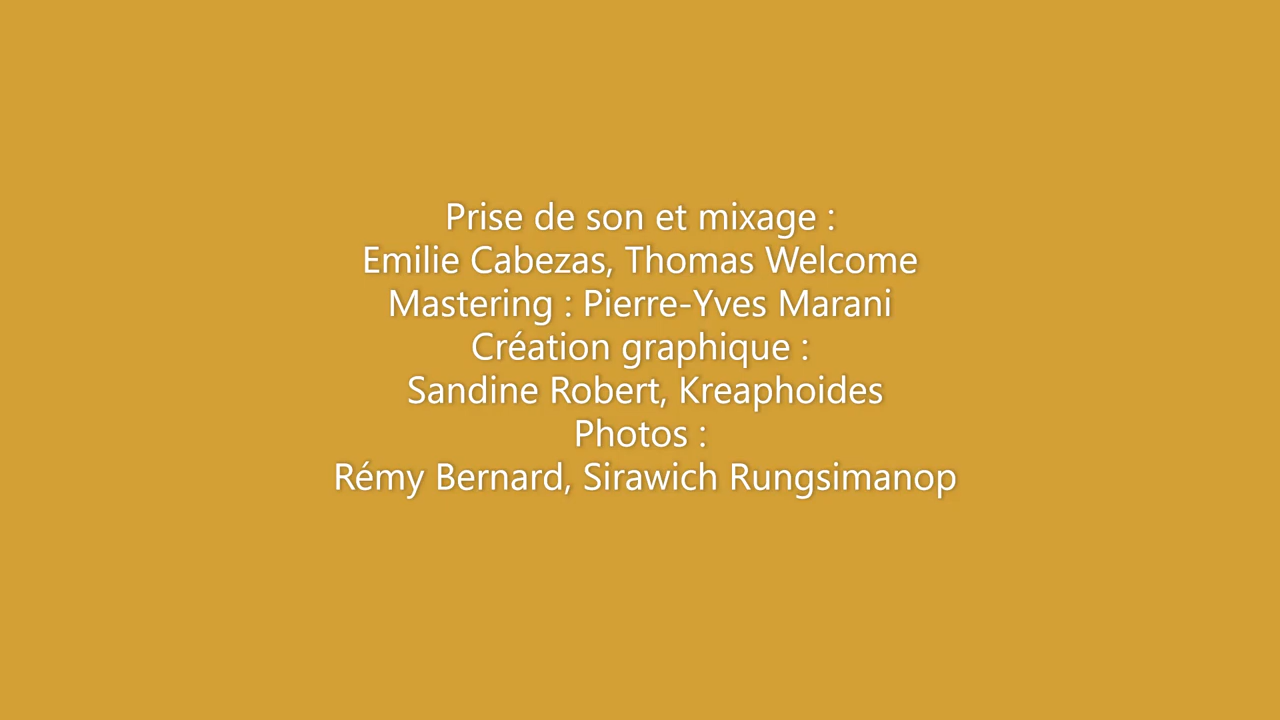 Prise de son et mixage :
Emilie Cabezas, Thomas Welcome
Mastering : Pierre-Yves Marani
Création graphique :
Sandine Robert, Kreaphoides
Photos :
Rémy Bernard, Sirawich Rungsimanop